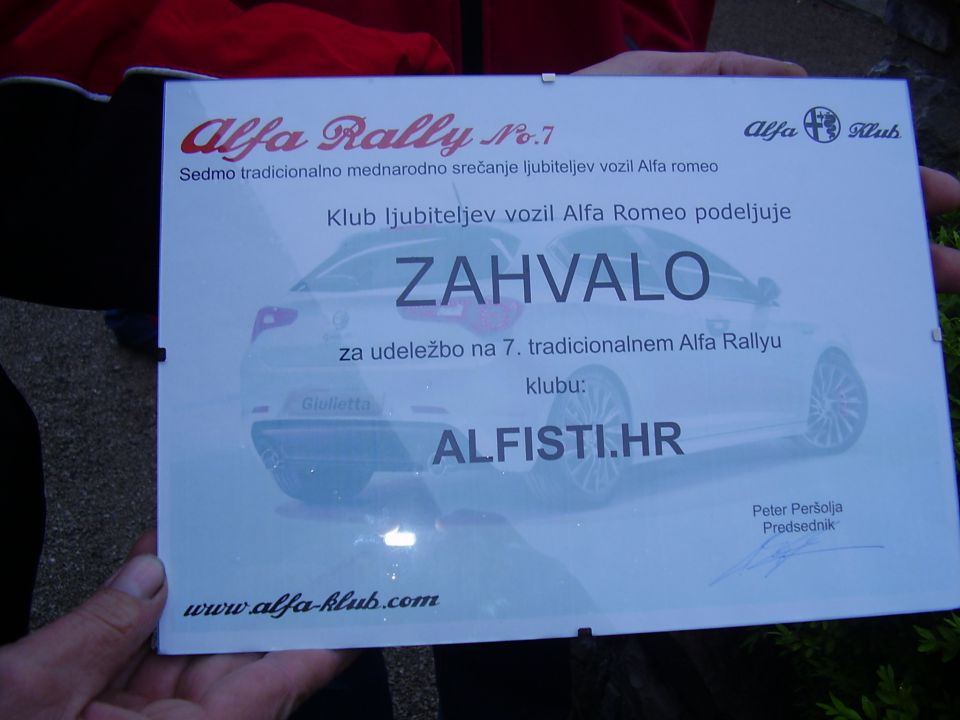 Alfa Rally No.7
Alfa Klub
Sedmo tradicionalno mednarodno srečanje ljubiteljev vozil Alfa romeo
Klub ljubiteljev vozil Alfa Romeo podeljuje
ZAHVALO
za udeležbo na 7. tradicionalnem Alfa Rallyu
klubu:
Giulietta
ALFISTI.HR
Peter Peršolja
Predsednik
www.alfa-klub.com